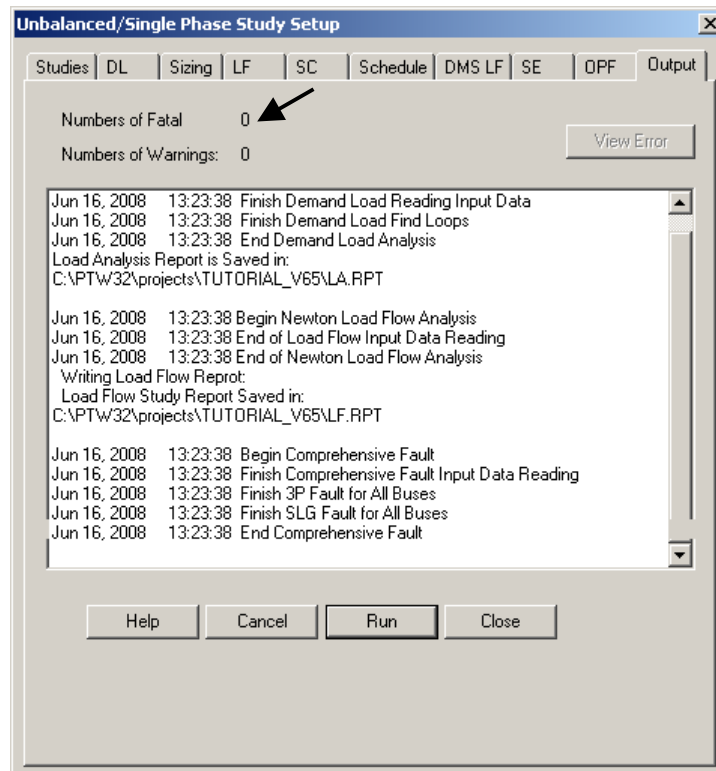 Unbalanced/Single Phase Study Setup
Studies DL Sizing LF SC Schedule DMS LF SE OPF Output
Numbers of Fatal 0
View Error
Numbers of Warnings: 0
Jun 16, 2008 13:23:38 Finish Demand Load Reading Input Data
Jun 16, 2008 13:23:38 Finish Demand Load Find Loops
Jun 16, 2008 13:23:38 End Demand Load Analysis
Load Analysis Report is Saved in:
C:\PTW32\projects\TUTORIAL_V65\LA.RPT
Jun 16, 2008 13:23:38 Begin Newton Load Flow Analysis
Jun 16, 2008 13:23:38 End of Load Flow Input Data Reading
Jun 16, 2008 13:23:38 End of Newton Load Flow Analysis
Writing Load Flow Reprot:
Load Flow Study Report Saved in:
C:\PTW32\projects\TUTORIAL_V65\LF.RPT
Jun 16, 2008 13:23:38 Begin Comprehensive Fault
Jun 16, 2008 13:23:38 Finish Comprehensive Fault Input Data Reading
Jun 16, 2008 13:23:38 Finish 3P Fault for All Buses
Jun 16, 2008 13:23:38 Finish SLG Fault for All Buses
Jun 16, 2008 13:23:38 End Comprehensive Fault
Help Cancel Run Close